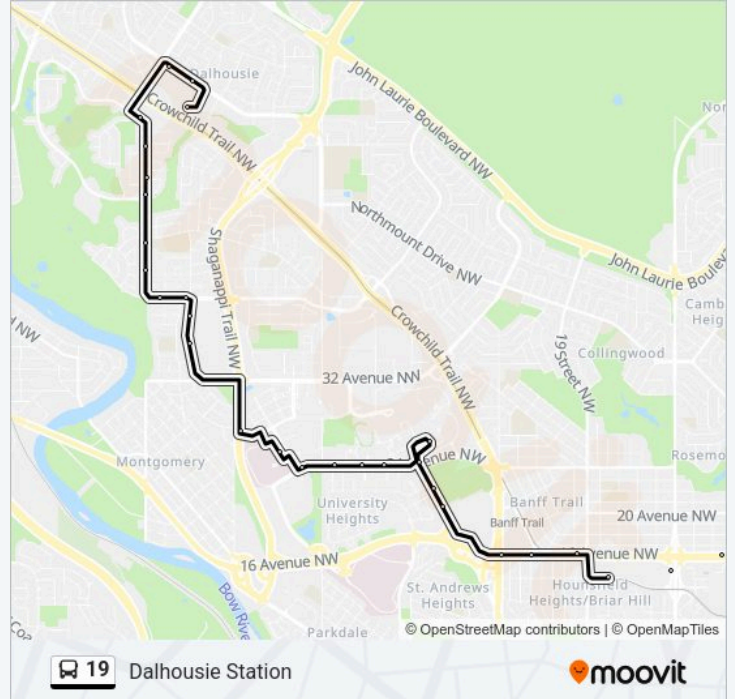 Dalhousie
Crowchild Trail NW
John Laurie Boulevard NW
Nor
Northmount Drive NW
John Laurie Boulev
Shaganappi Trail NW
Camb
Heig
Crowchild Trail NW
19 Street NW
Collingwood
NW
32 Avenue NW
Montgomery
enue NW
Rosemo
University
Heights
Banff Trail
Banff Trail
20 Avenue NW
16 Avenue NW
Avenue NW
St. Andrews
Heights
Hounsfield
Heights/Briar Hill
Bow Rive
Parkdale
© OpenStreetMap contributors | © OpenMapTiles
19 Dalhousie Station
moovit